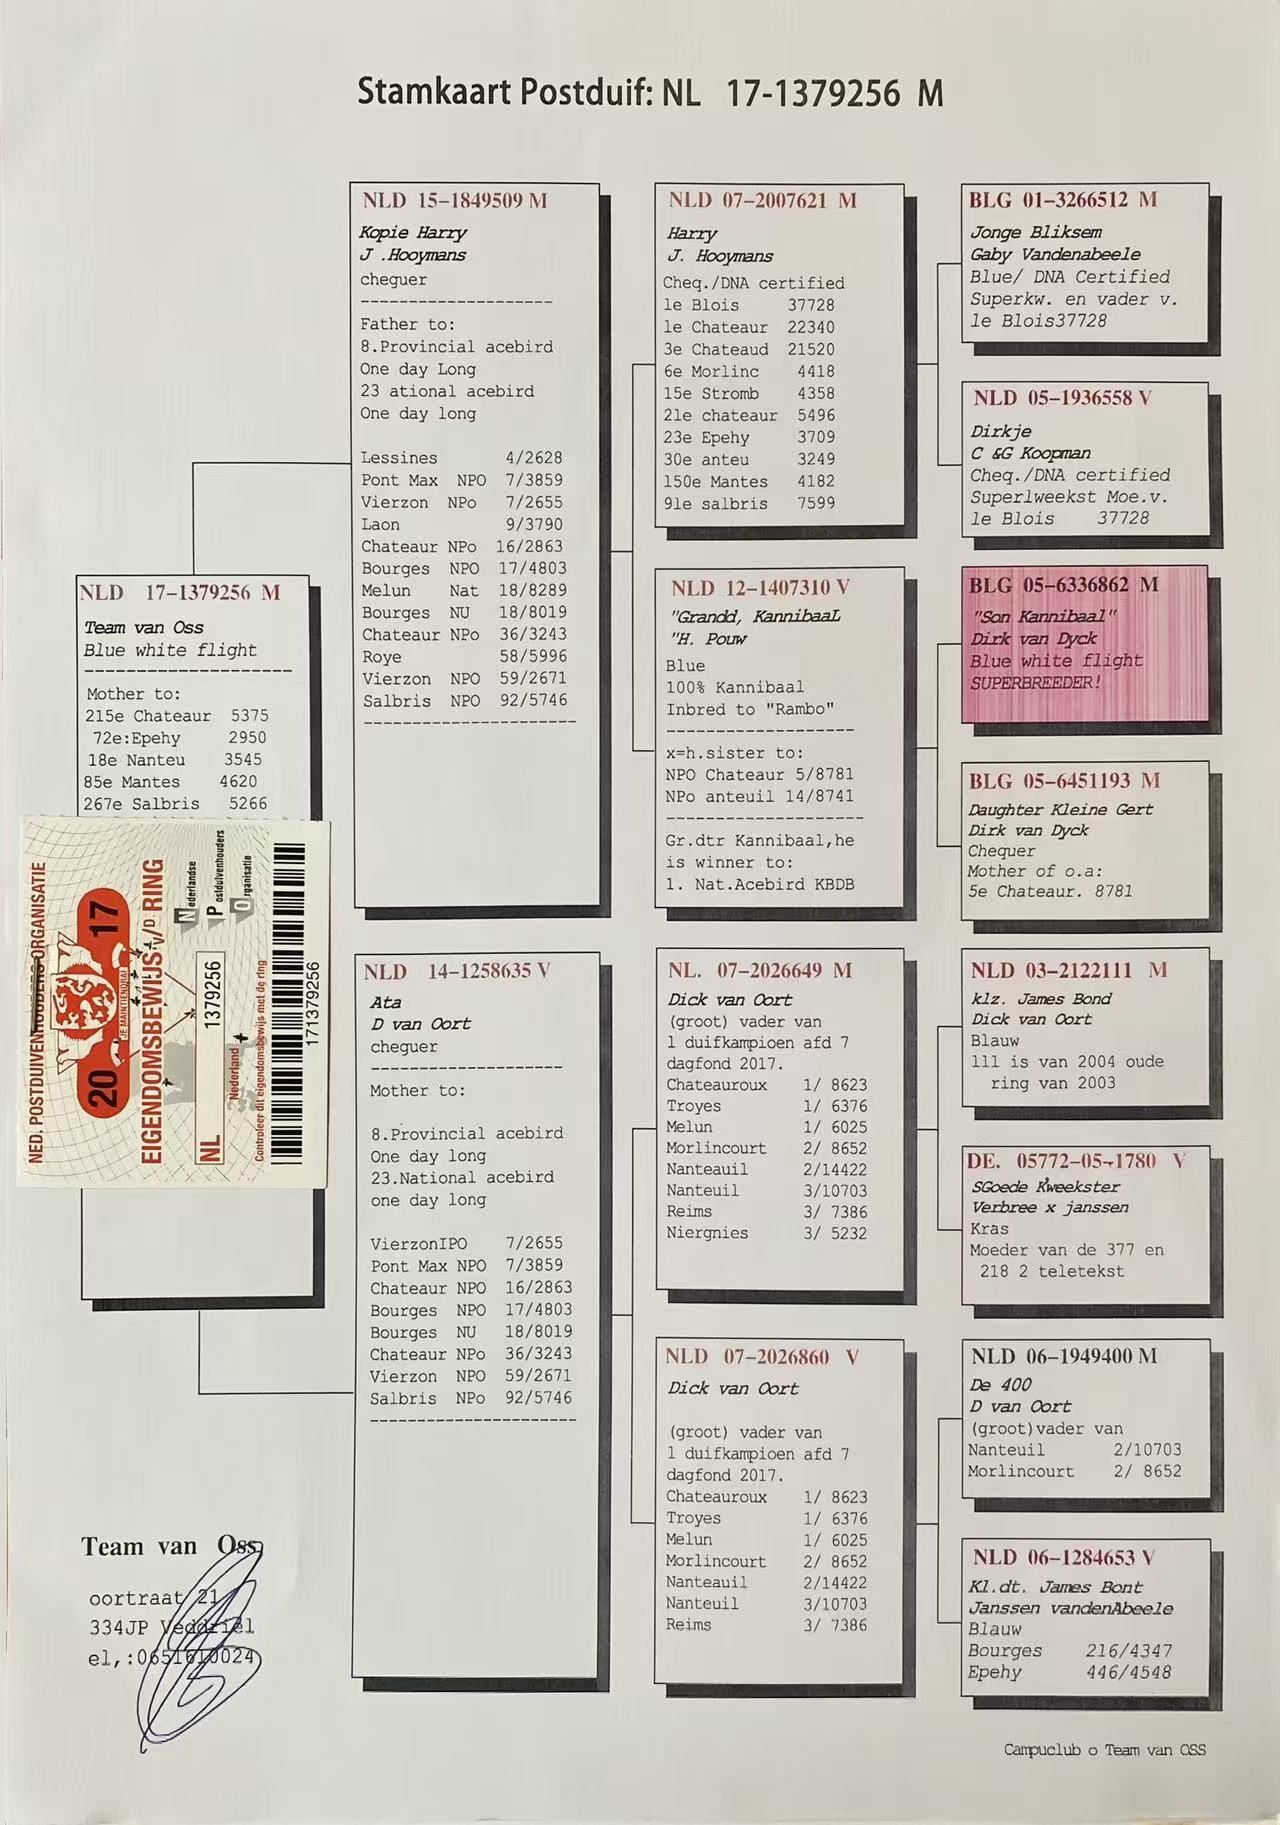 Stamkaart Postduif: NL 17-1379256 M
NLD 17-1379256 M
Team van Oss
Blue white flight
--------------------
Mother to:
215e Chateaur 5375
72e:Epehy 2950
18e Nanteu 3545
85e Mantes 4620
267e Salbris 5266
NED. POSTDUIVENHOUDERS ORGANISATIE
2017
JE MAINTIENDRAI
EIGENDOMSBEWIJS v/D RING
Nederlandse
Postduivenhouders
Organisatie
NL 1379256
Nederland
Controleer dit eigendomsbewijs met de ring
171379256
NLD 15-1849509 M
Kopie Harry
J .Hooymans
chequer
------------------
Father to:
8.Provincial acebird
One day Long
23 ational acebird
One day long
Lessines 4/2628
Pont Max NPO 7/3859
Vierzon NPo 7/2655
Laon 9/3790
Chateaur NPo 16/2863
Bourges NPO 17/4803
Melun Nat 18/8289
Bourges NU 18/8019
Chateaur NPo 36/3243
Roye 58/5996
Vierzon NPO 59/2671
Salbris NPO 92/5746
--------------------
NLD 14-1258635 V
Ata
D van Oort
chequer
------------------
Mother to:
8.Provincial acebird
One day long
23.National acebird
one day long
VierzonIPO 7/2655
Pont Max NPO 7/3859
Chateaur NPO 16/2863
Bourges NPO 17/4803
Bourges NU 18/8019
Chateaur NPo 36/3243
Vierzon NPO 59/2671
Salbris NPo 92/5746
--------------------
NLD 07-2007621 M
Harry
J. Hooymans
Cheq./DNA certified
1e Blois 37728
1e Chateaur 22340
3e Chateaud 21520
6e Morlinc 4418
15e Stromb 4358
21e chateaur 5496
23e Epehy 3709
30e anteu 3249
150e Mantes 4182
91e salbris 7599
NLD 12-1407310 V
"Grandd, KannibaaL
"H. Pouw
Blue
100% Kannibaal
Inbred to "Rambo"
------------------
x=h.sister to:
NPO Chateaur 5/8781
NPo anteuil 14/8741
-------------------
Gr.dtr Kannibaal,he
is winner to:
1. Nat.Acebird KBDB
NL. 07-2026649 M
Dick van Oort
(groot) vader van
1 duifkampioen afd 7
dagfond 2017.
Chateauroux 1/ 8623
Troyes 1/ 6376
Melun 1/ 6025
Morlincourt 2/ 8652
Nanteauil 2/14422
Nanteuil 3/10703
Reims 3/ 7386
Niergnies 3/ 5232
NLD 07-2026860 V
Dick van Oort
(groot) vader van
1 duifkampioen afd 7
dagfond 2017.
Chateauroux 1/ 8623
Troyes 1/ 6376
Melun 1/ 6025
Morlincourt 2/ 8652
Nanteauil 2/14422
Nanteuil 3/10703
Reims 3/ 7386
BLG 01-3266512 M
Jonge Bliksem
Gaby Vandenabeele
Blue/ DNA Certified
Superkw. en vader v.
1e Blois37728
NLD 05-1936558 V
Dirkje
C &G Koopman
Cheq./DNA certified
Superlweekst Moe.v.
1e Blois 37728
BLG 05-6336862 M
"Son Kannibaal"
Dirk van Dyck
Blue white flight
SUPERBREEDER!
BLG 05-6451193 M
Daughter Kleine Gert
Dirk van Dyck
Chequer
Mother of o.a:
5e Chateaur. 8781
NLD 03-2122111 M
klz. James Bond
Dick van Oort
Blauw
111 is van 2004 oude
ring van 2003
DE. 05772-05-1780 V
SGoede Kweekster
Verbree x janssen
Kras
Moeder van de 377 en
218 2 teletekst
NLD 06-1949400 M
De 400
D van Oort
(groot)vader van
Nanteuil 2/10703
Morlincourt 2/ 8652
NLD 06-1284653 V
Kl.dt. James Bont
Janssen vandenAbeele
Blauw
Bourges 216/4347
Epehy 446/4548
Team van Oss
oortraat 21
334JP Veddriel
el,:0651610024
Campuclub o Team van OSS